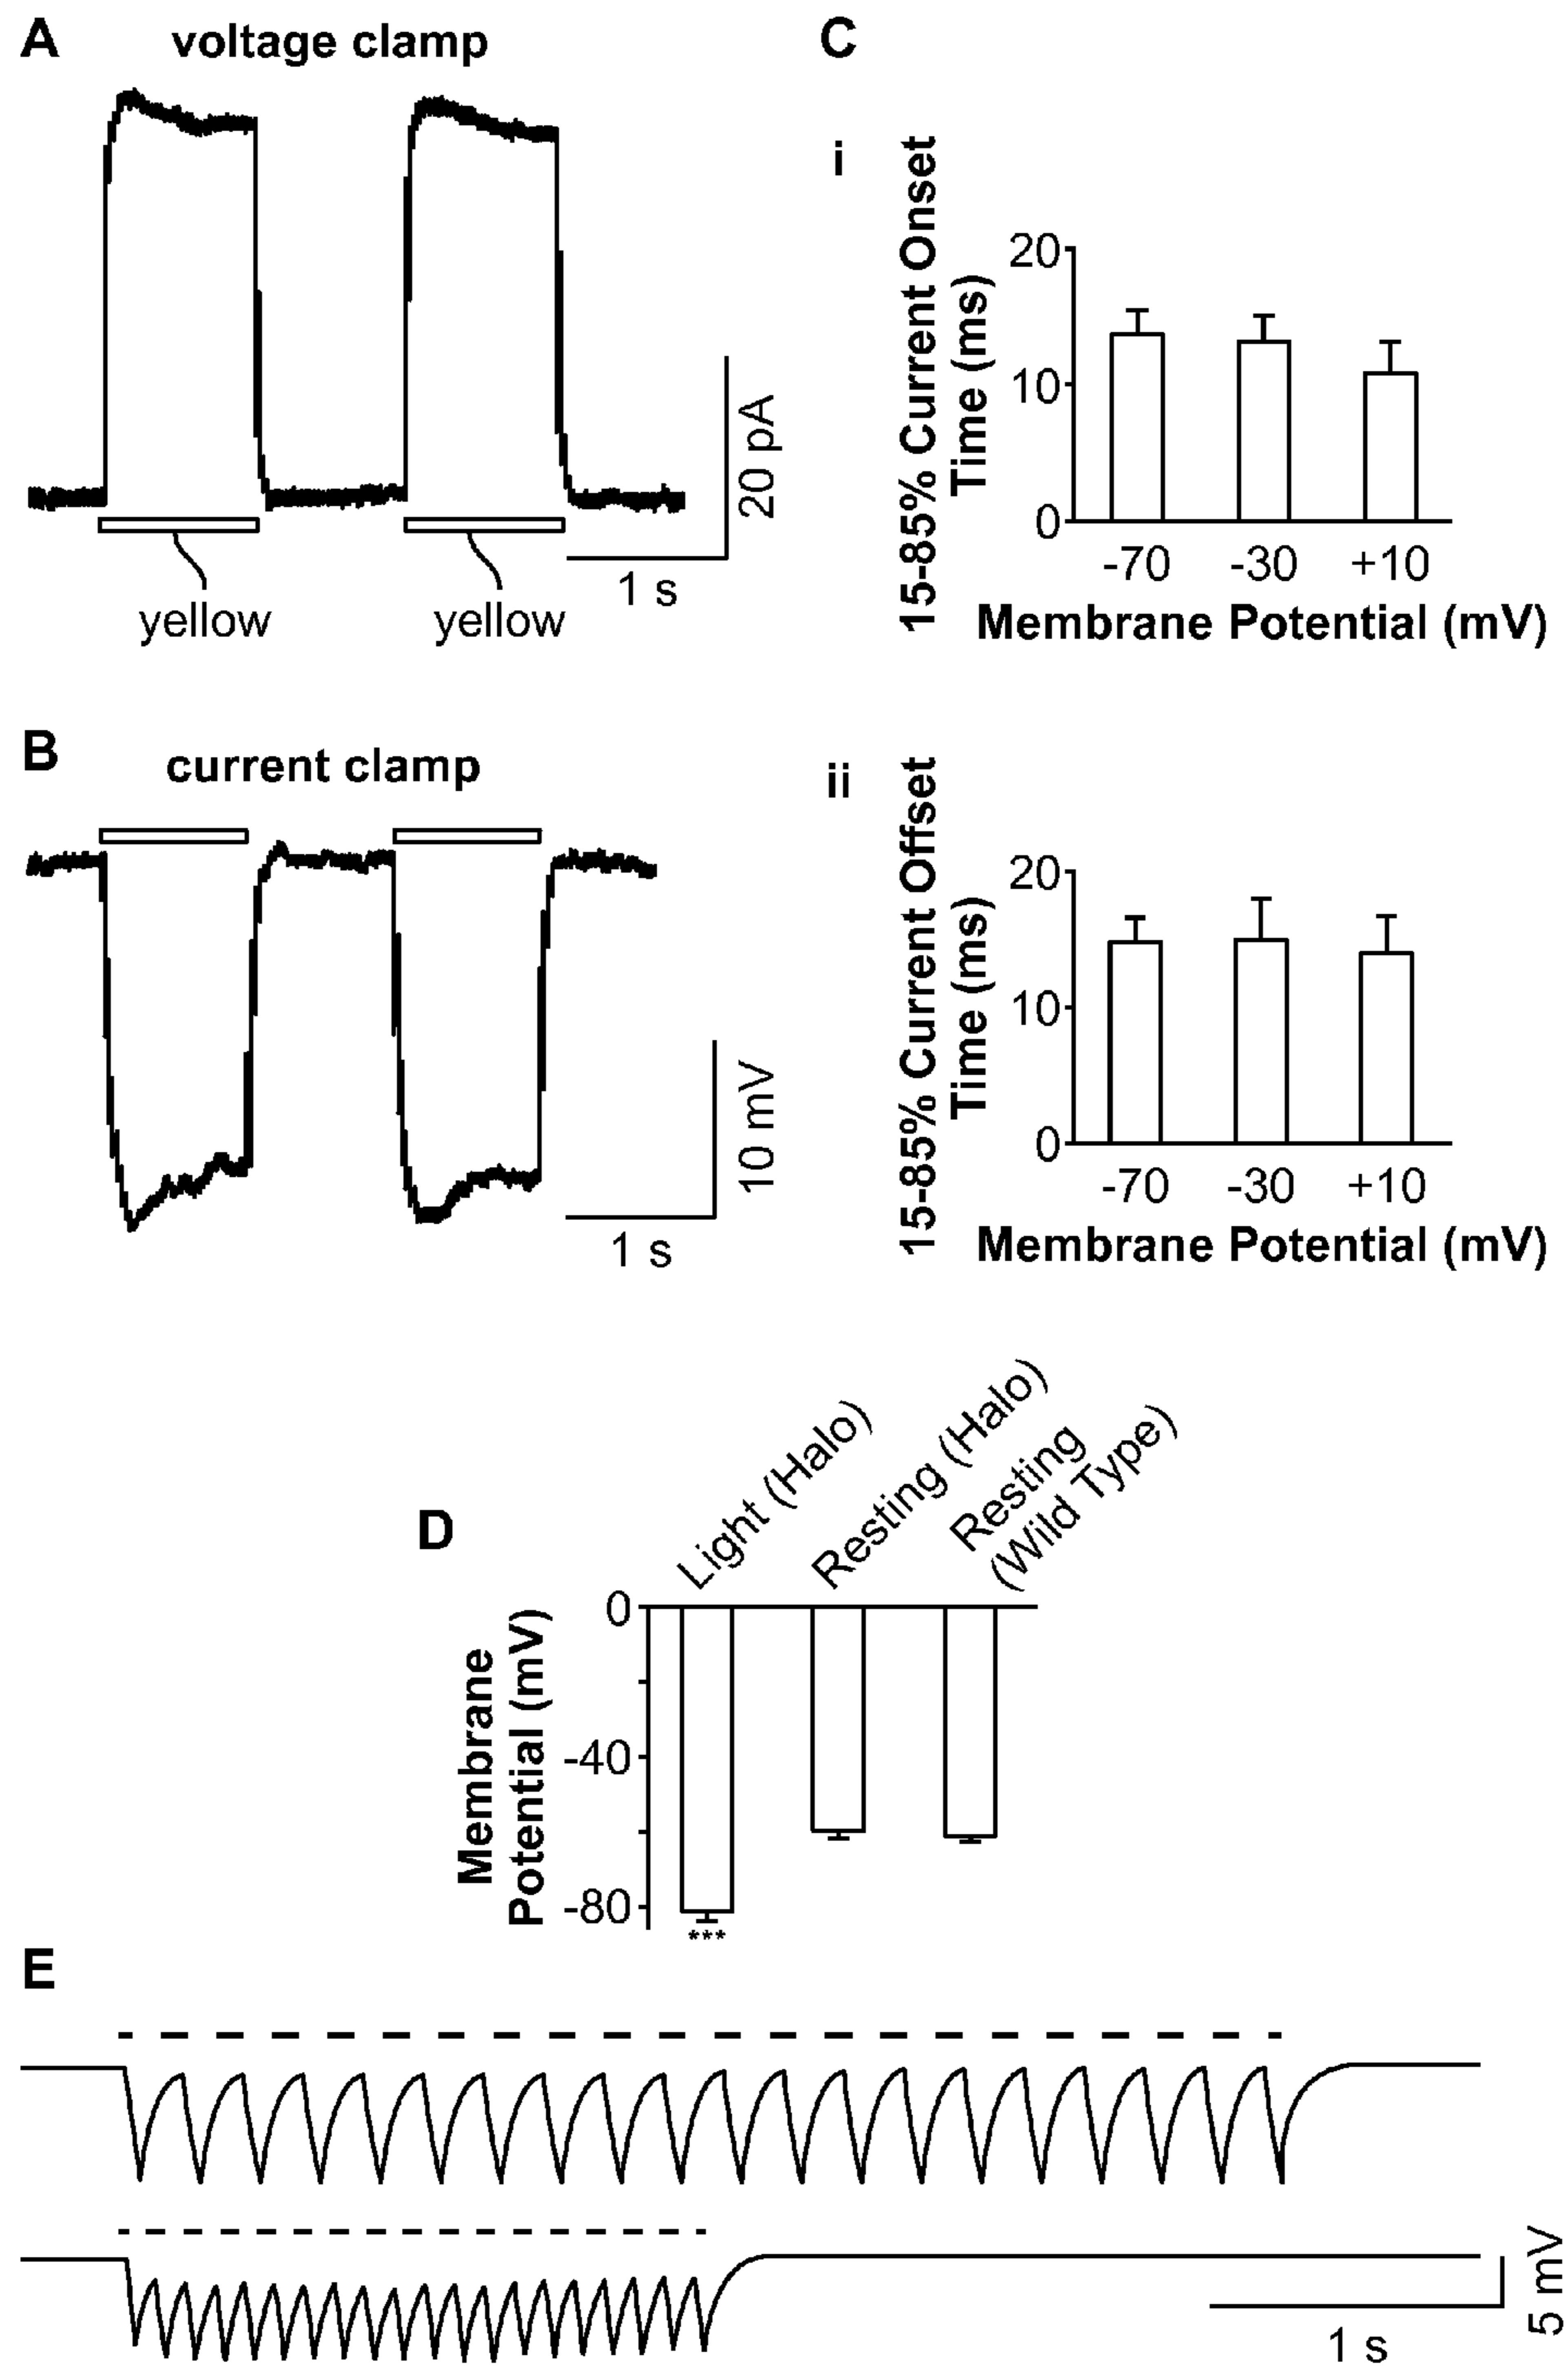 A
voltage clamp
20 pA
1 s
yellow
yellow
B
current clamp
10 mV
1 s
C
i
15-85% Current Onset
Time (ms)
20
10
0
-70 -30 +10
Membrane Potential (mV)
ii
15-85% Current Offset
Time (ms)
20
10
0
-70 -30 +10
Membrane Potential (mV)
D
Light (Halo)
Resting (Halo)
Resting
(Wild Type)
Membrane
Potential (mV)
0
-40
-80
***
E
5 mV
1 s